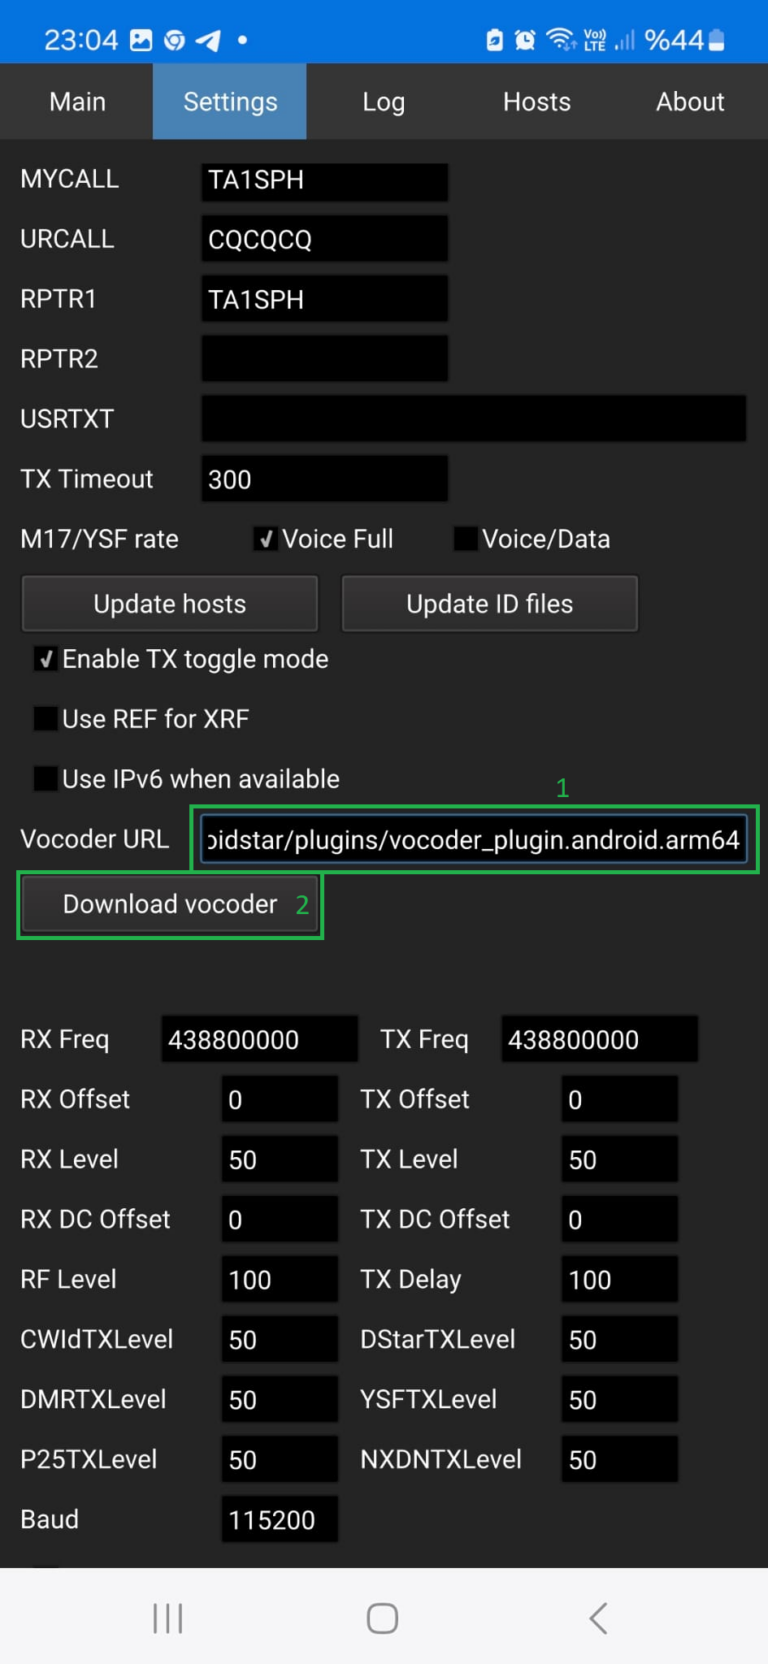 23:04 Vo)) LTE %44
Main Settings Log Hosts About
MYCALL TA1SPH
URCALL CQCQCQ
RPTR1 TA1SPH
RPTR2
USRTXT
TX Timeout 300
M17/YSF rate Voice Full Voice/Data
Update hosts Update ID files
Enable TX toggle mode
Use REF for XRF
Use IPv6 when available
1
Vocoder URL oidstar/plugins/vocoder_plugin.android.arm64
Download vocoder 2
RX Freq 438800000 TX Freq 438800000
RX Offset 0 TX Offset 0
RX Level 50 TX Level 50
RX DC Offset 0 TX DC Offset 0
RF Level 100 TX Delay 100
CWIdTXLevel 50 DStarTXLevel 50
DMRTXLevel 50 YSFTXLevel 50
P25TXLevel 50 NXDNTXLevel 50
Baud 115200